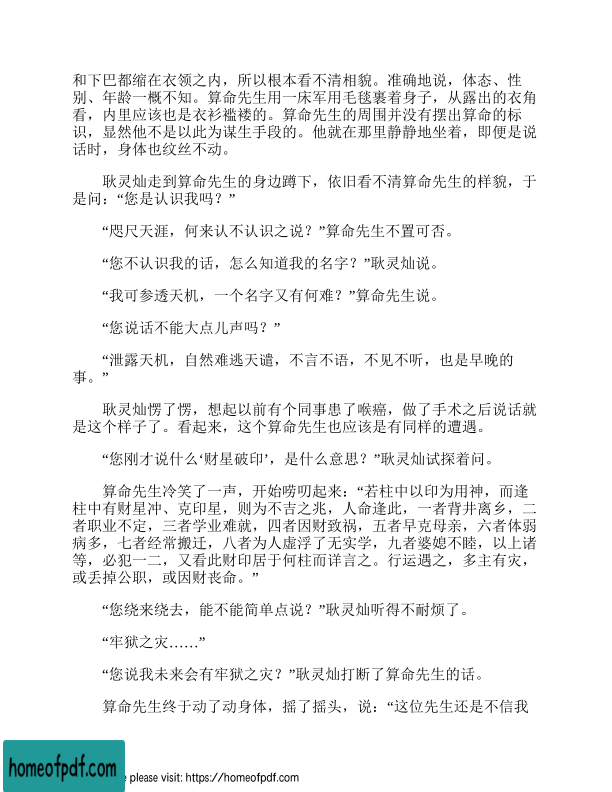 和下巴都缩在衣领之内，所以根本看不清相貌。准确地说，体态、性
别、年龄一概不知。算命先生用一床军用毛毯裹着身子，从露出的衣角
看，内里应该也是衣衫褴褛的。算命先生的周围并没有摆出算命的标
识，显然他不是以此为谋生手段的。他就在那里静静地坐着，即便是说
话时，身体也纹丝不动。
耿灵灿走到算命先生的身边蹲下，依旧看不清算命先生的样貌，于
是问：“您是认识我吗？”
“咫尺天涯，何来认不认识之说？”算命先生不置可否。
“您不认识我的话，怎么知道我的名字？”耿灵灿说。
“我可参透天机，一个名字又有何难？”算命先生说。
“您说话不能大点儿声吗？”
“泄露天机，自然难逃天谴，不言不语，不见不听，也是早晚的
事。”
耿灵灿愣了愣，想起以前有个同事患了喉癌，做了手术之后说话就
是这个样子了。看起来，这个算命先生也应该是有同样的遭遇。
“您刚才说什么‘财星破印’，是什么意思？”耿灵灿试探着问。
算命先生冷笑了一声，开始唠叨起来：“若柱中以印为用神，而逢
柱中有财星冲、克印星，则为不吉之兆，人命逢此，一者背井离乡，二
者职业不定，三者学业难就，四者因财致祸，五者早克母亲，六者体弱
病多，七者经常搬迁，八者为人虚浮了无实学，九者婆媳不睦，以上诸
等，必犯一二，又看此财印居于何柱而详言之。行运遇之，多主有灾，
或丢掉公职，或因财丧命。”
“您绕来绕去，能不能简单点说？”耿灵灿听得不耐烦了。
“牢狱之灾……”
“您说我未来会有牢狱之灾？”耿灵灿打断了算命先生的话。
算命先生终于动了动身体，摇了摇头，说：“这位先生还是不信我
homeofpdf.com
e please visit: https://homeofpdf.com